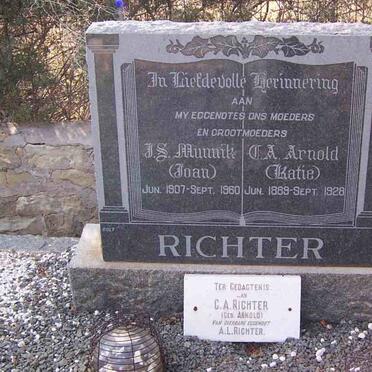 In Liefdevolle Herinnering
AAN
MY EGGENOTES ONS MOEDERS
EN GROOTMOEDERS
J.S. Munnik C.A. Arnold
(Joan) (Katie)
JUN. 1907-SEPT. 1960 JUN. 1869-SEPT. 1928
RICHTER
TER GEDAGTENIS
AAN
C.A. RICHTER
(GEB. ARNOLD)
VAN DIERBARE EGGENOOT
A.L. RICHTER.